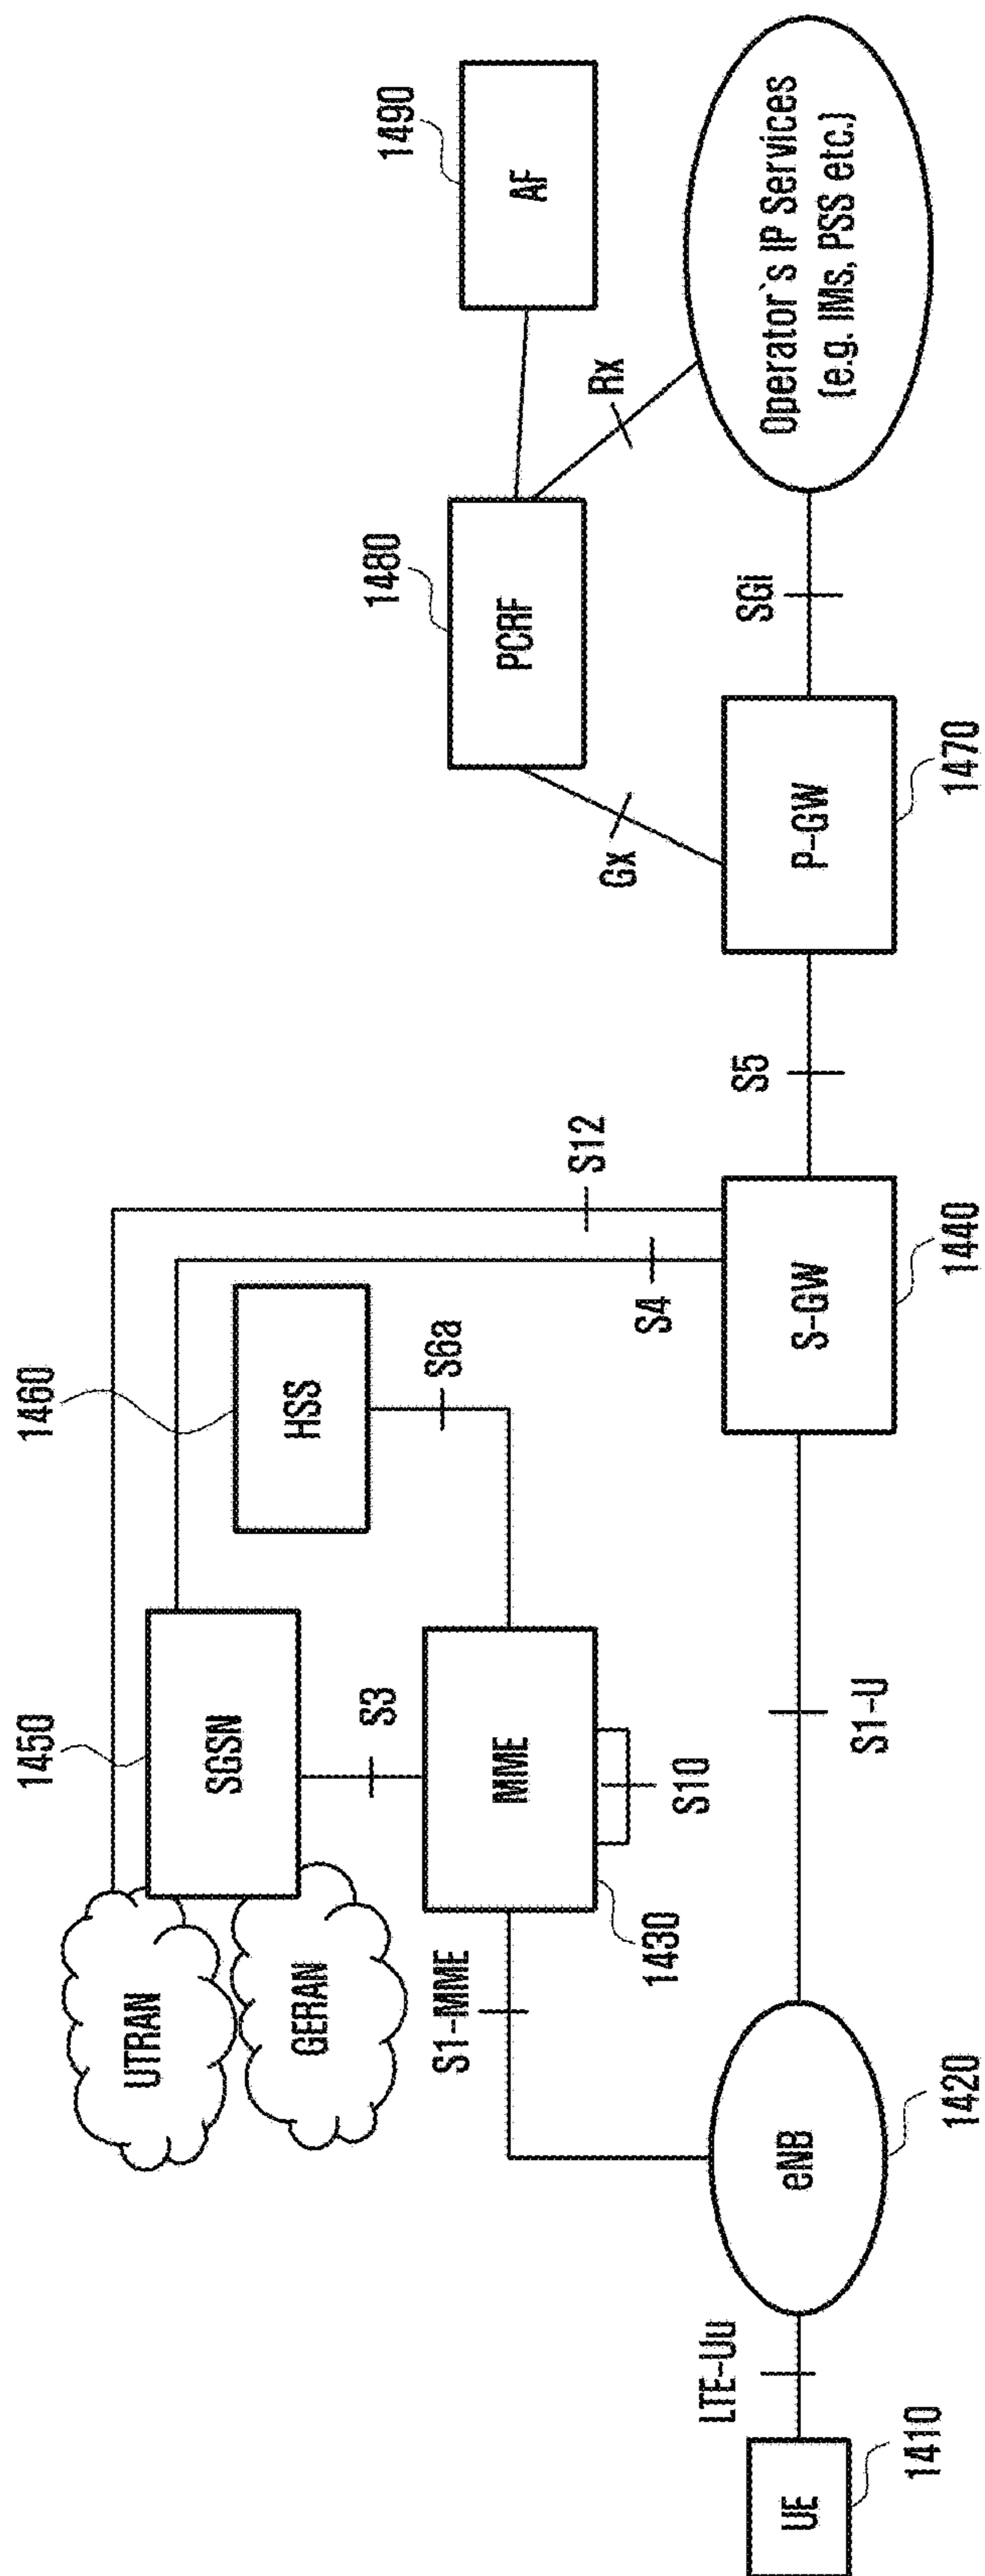 1450
1460
UTRAN
SGSN
HSS
GERAN
S3
S6a
S12
S4
1480
1490
PCRF
AF
S1-MME
MME
1430
S10
Gx
Rx
LTE-Uu
S1-U
S5
SGi
UE
eNB
S-GW
P-GW
Operator`s IP Services
(e.g. IMs, PSS etc.)
1410
1420
1440
1470